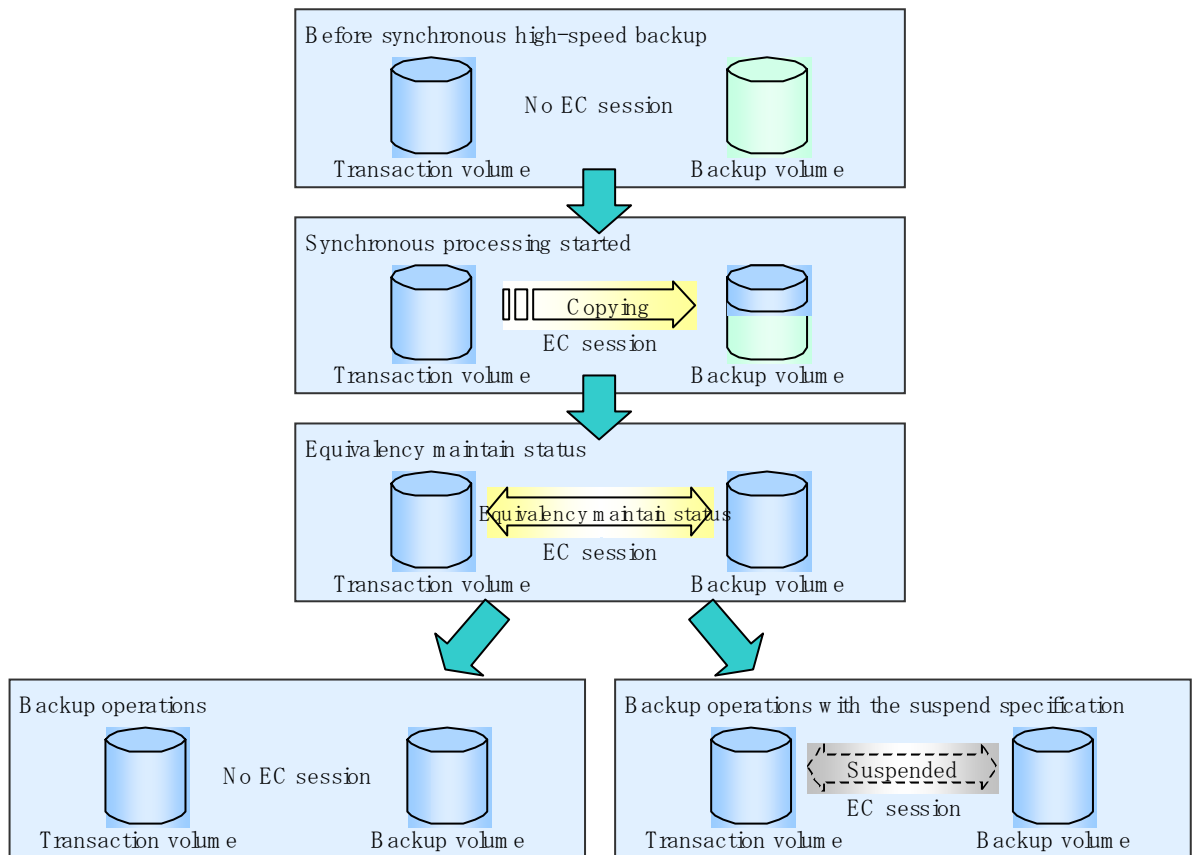 Before synchronous high-speed backup
No EC session
Transaction volume
Backup volume
Synchronous processing started
Copying
EC session
Transaction volume
Backup volume
Equivalency maintain status
Equivalency maintain status
EC session
Transaction volume
Backup volume
Backup operations
No EC session
Transaction volume
Backup volume
Backup operations with the suspend specification
Suspended
EC session
Transaction volume
Backup volume